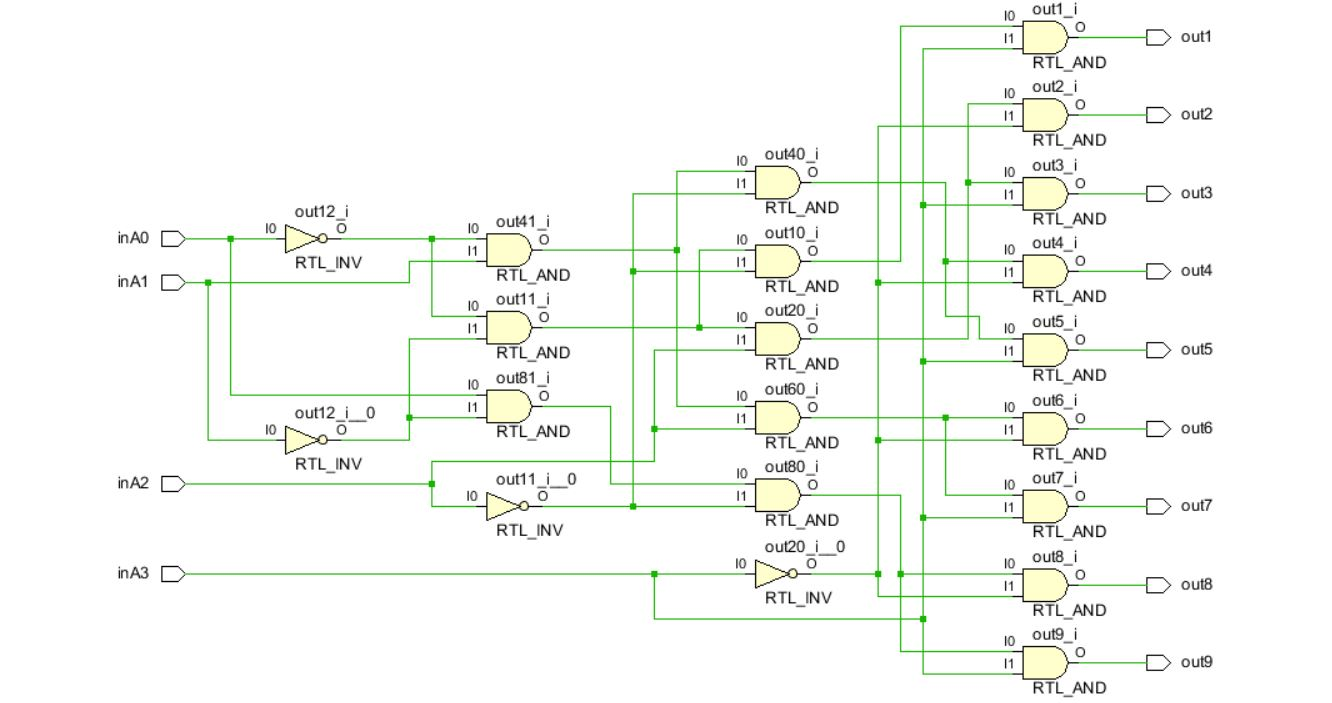 out1_i
I0
O
I1
out1
RTL_AND
out2_i
I0
O
I1
out2
RTL_AND
out40_i
I0
O
I1
RTL_AND
out3_i
I0
O
I1
out3
RTL_AND
out12_i
inA0
I0
O
RTL_INV
out41_i
I0
O
I1
RTL_AND
inA1
out10_i
I0
O
I1
RTL_AND
out4_i
I0
O
I1
out4
RTL_AND
out11_i
I0
O
I1
RTL_AND
out20_i
I0
O
I1
RTL_AND
out5_i
I0
O
I1
out5
RTL_AND
out81_i
I0
O
I1
RTL_AND
out60_i
I0
O
I1
RTL_AND
out6_i
I0
O
I1
out6
RTL_AND
out12_i__0
I0
O
RTL_INV
inA2
out11_i__0
I0
O
RTL_INV
out80_i
I0
O
I1
RTL_AND
out7_i
I0
O
I1
out7
RTL_AND
inA3
out20_i__0
I0
O
RTL_INV
out8_i
I0
O
I1
out8
RTL_AND
out9_i
I0
O
I1
out9
RTL_AND